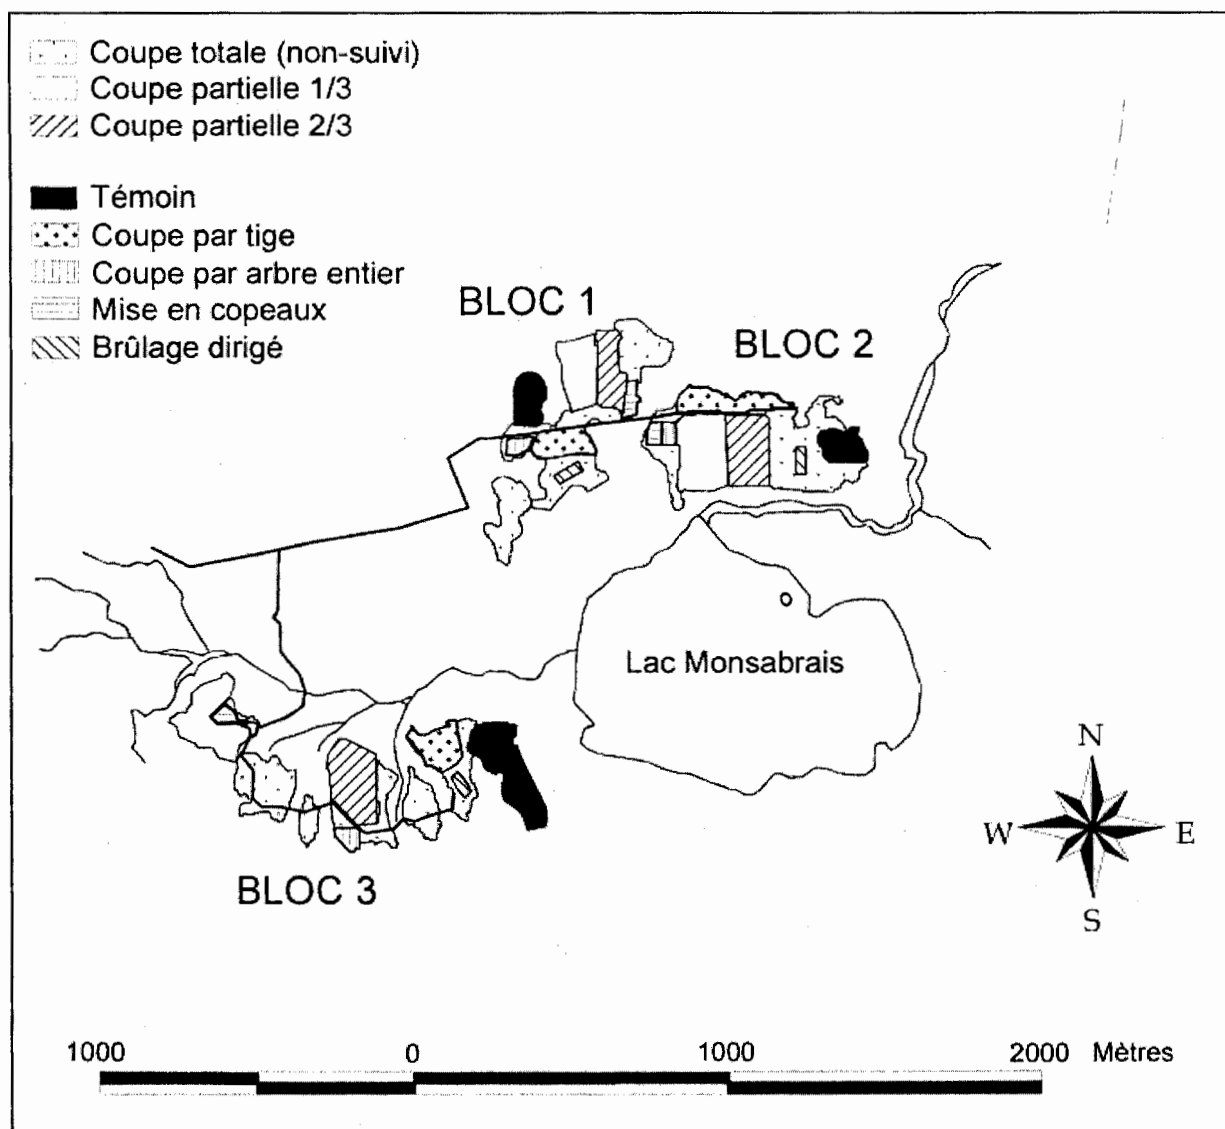 Coupe totale (non-suivi)
Coupe partielle 1/3
Coupe partielle 2/3
Témoin
Coupe par tige
Coupe par arbre entier
Mise en copeaux
Brûlage dirigé
BLOC 1
BLOC 2
Lac Monsabrais
BLOC 3
N
W E
S
1000 0 1000 2000 Mètres